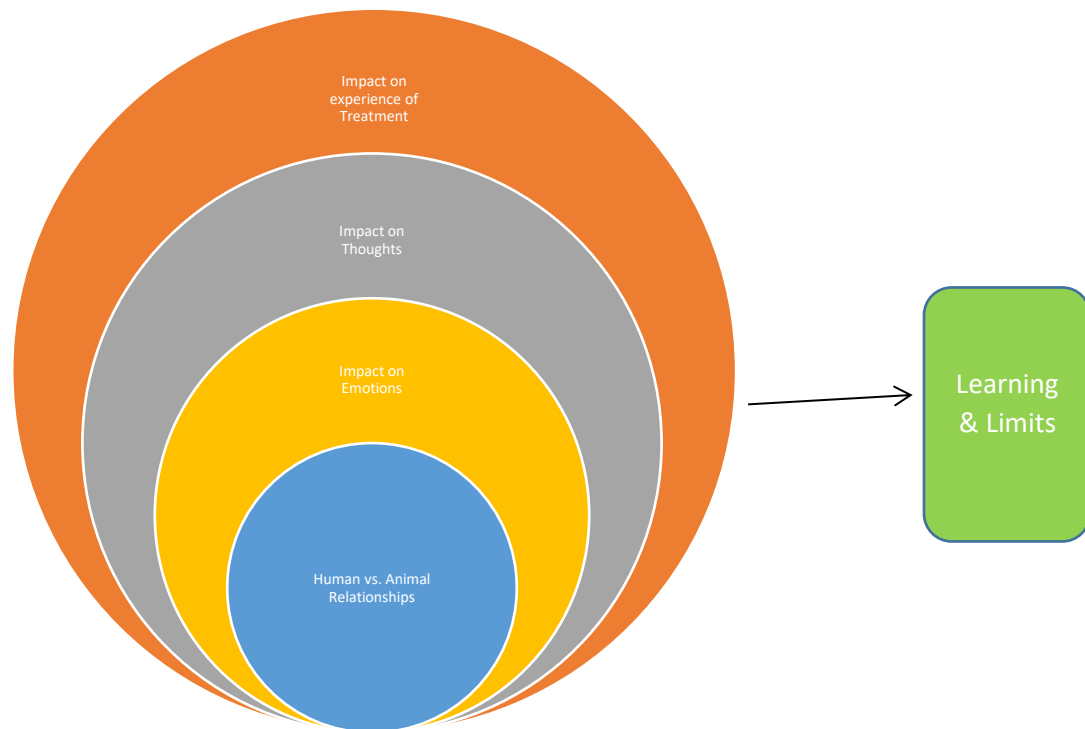 Impact on
experience of
Treatment
Impact on
Thoughts
Impact on
Emotions
Human vs. Animal
Relationships
Learning
& Limits